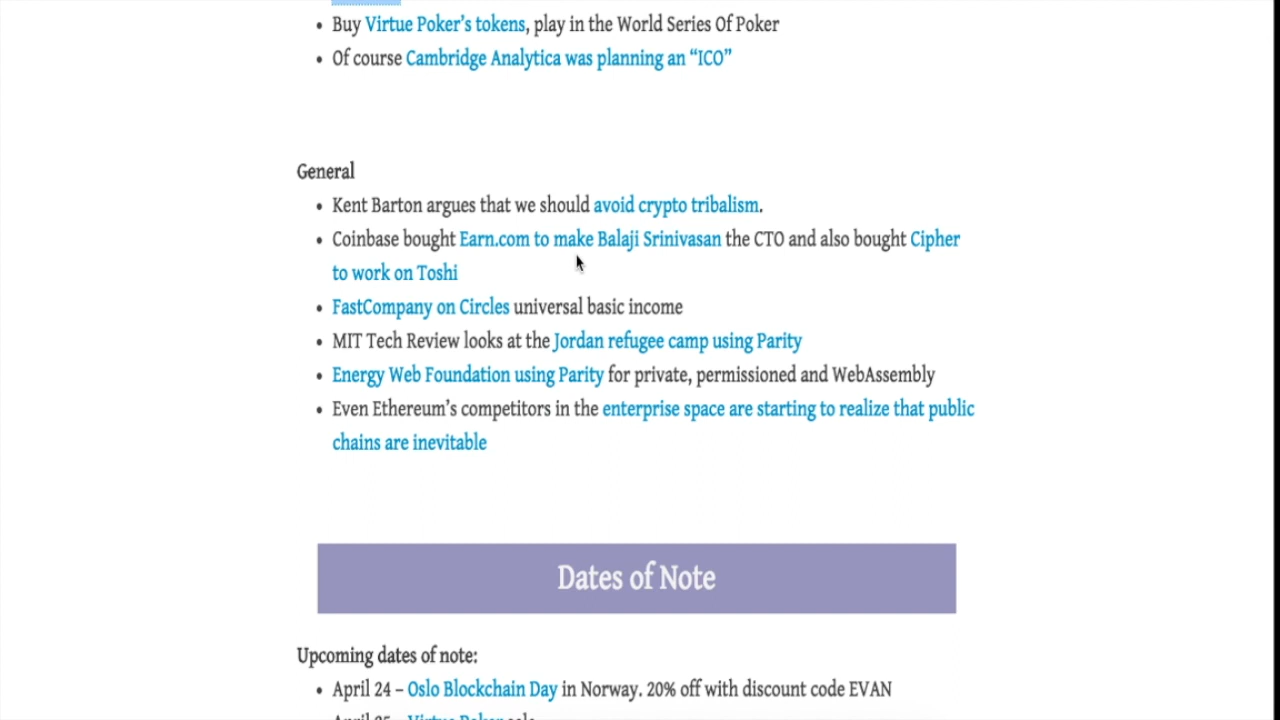 • Buy Virtue Poker’s tokens, play in the World Series Of Poker
• Of course Cambridge Analytica was planning an “ICO”
General
• Kent Barton argues that we should avoid crypto tribalism.
• Coinbase bought Earn.com to make Balaji Srinivasan the CTO and also bought Cipher
to work on Toshi
• FastCompany on Circles universal basic income
• MIT Tech Review looks at the Jordan refugee camp using Parity
• Energy Web Foundation using Parity for private, permissioned and WebAssembly
• Even Ethereum’s competitors in the enterprise space are starting to realize that public
chains are inevitable
Dates of Note
Upcoming dates of note:
• April 24 – Oslo Blockchain Day in Norway. 20% off with discount code EVAN
April 25 – Virtue Poker sale